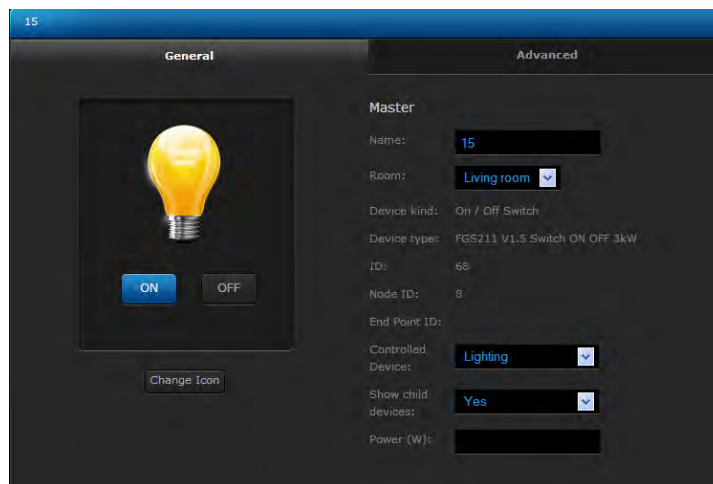 15
General
Advanced
Master
Name: 15
Room: Living room
Device kind: On / Off Switch
Device type: FGS211 V1.5 Switch ON OFF 3kW
ID: 68
Node ID: 8
End Point ID:
Controlled
Device: Lighting
Show child
devices: Yes
Power (W):
ON
OFF
Change Icon